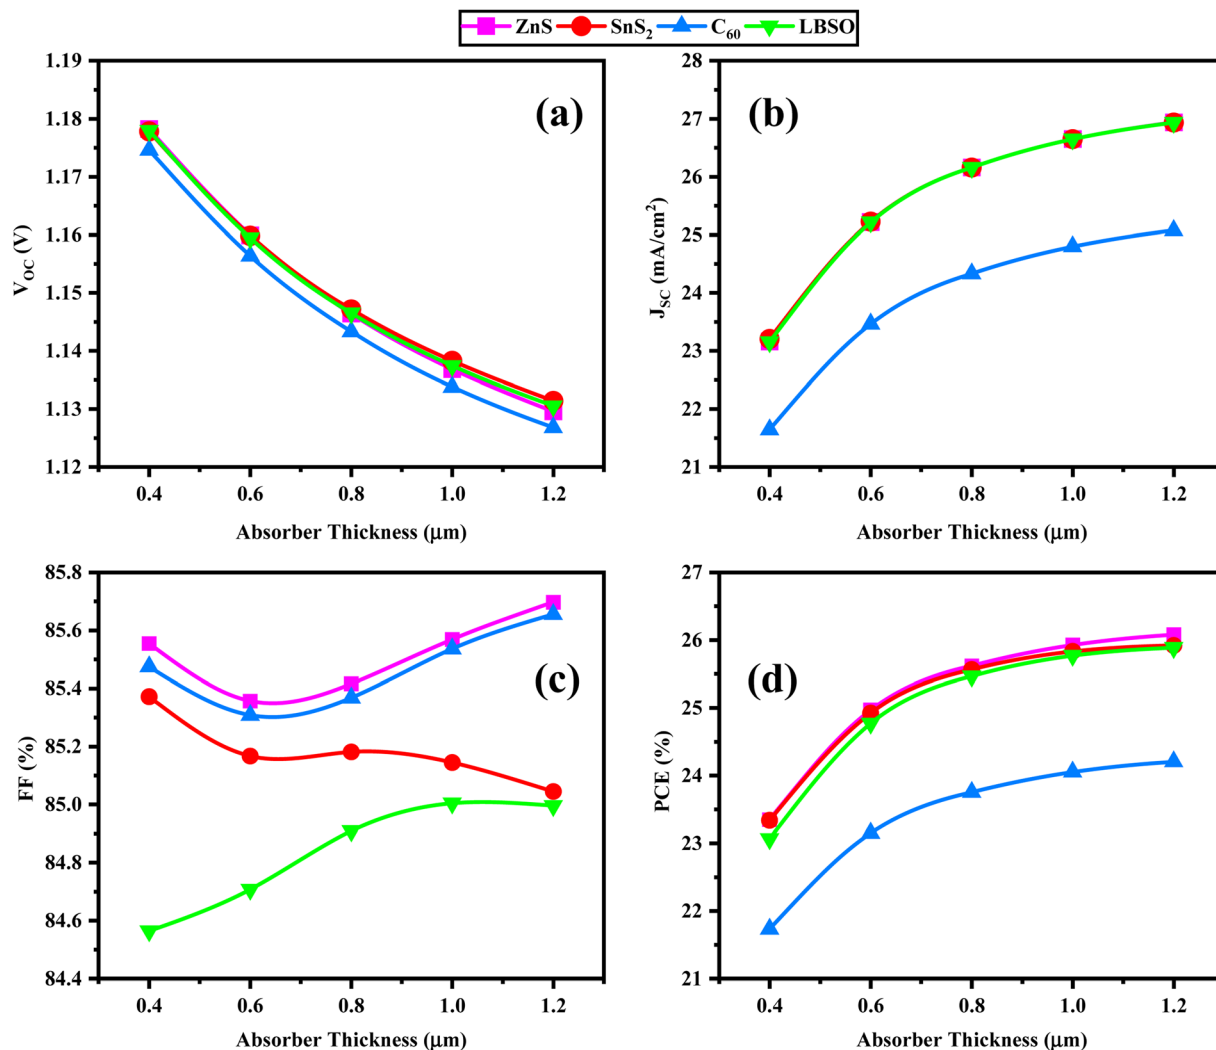 ZnS SnS₂ C₆₀ LBSO
(a)
V_OC (V)
1.19
1.18
1.17
1.16
1.15
1.14
1.13
1.12
0.4 0.6 0.8 1.0 1.2
Absorber Thickness (μm)
(b)
J_SC (mA/cm²)
28
27
26
25
24
23
22
21
0.4 0.6 0.8 1.0 1.2
Absorber Thickness (μm)
(c)
FF (%)
85.8
85.6
85.4
85.2
85.0
84.8
84.6
84.4
0.4 0.6 0.8 1.0 1.2
Absorber Thickness (μm)
(d)
PCE (%)
27
26
25
24
23
22
21
0.4 0.6 0.8 1.0 1.2
Absorber Thickness (μm)